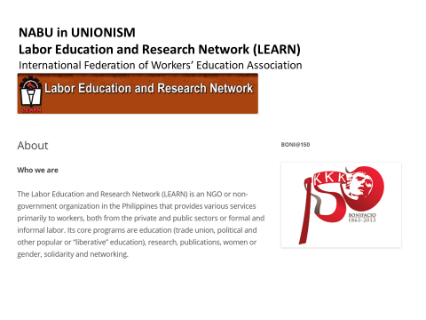 NABU in UNIONISM
Labor Education and Research Network (LEARN)
International Federation of Workers' Education Association
Labor Education and Research Network
About
Who we are
The Labor Education and Research Network (LEARN) is an NGO or non-
government organization in the Philippines that provides various services
primarily to workers, both from the private and public sectors or formal and
informal labor. Its core programs are education (trade union, political and
other popular or "liberative" education), research, publications, women or
gender, solidarity and networking.
BONI@150
KKK
150
BONIFACIO
1863-2013